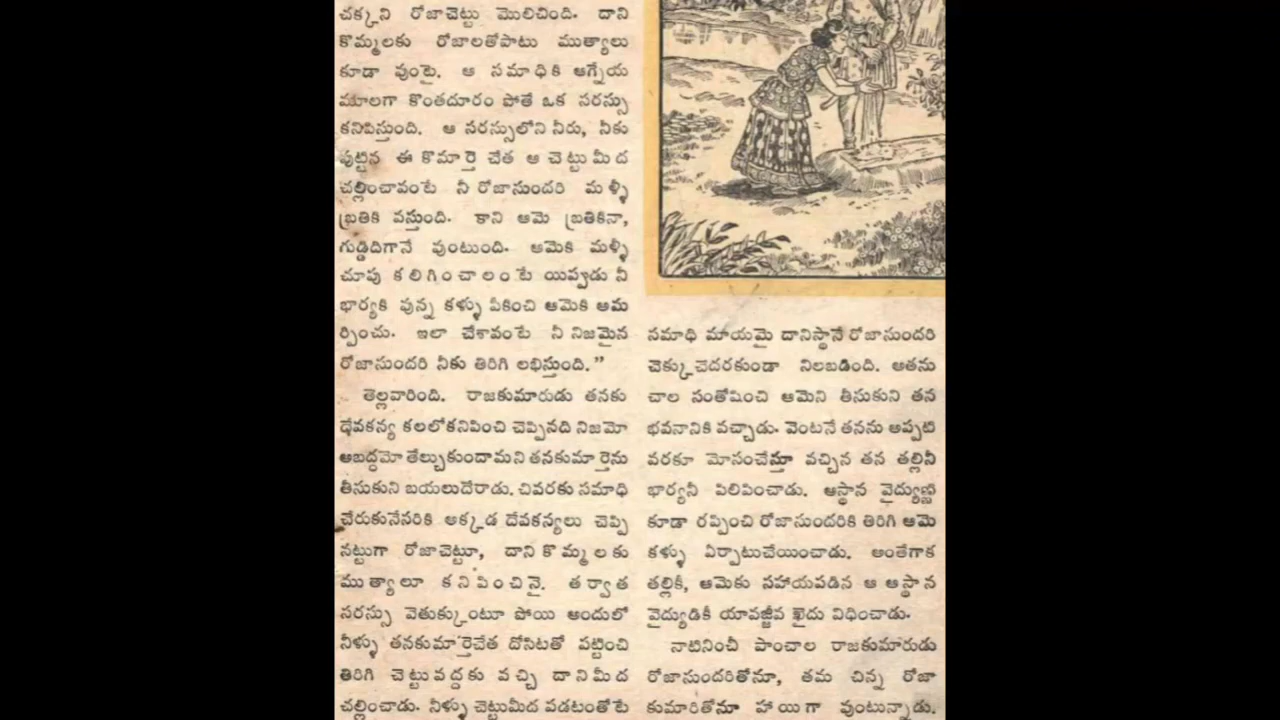 చక్కని రోజాచెట్టు మొలిచింది. దాని
కొమ్మలకు రోజాలతోపాటు ముత్యాలు
కూడా వుంటై. ఆ సమాధికి ఆగ్నేయ
మూలగా కొంతదూరం పోతే ఒక సరస్సు
కనిపిస్తుంది. ఆ సరస్సులోని నీరు, నీకు
పుట్టిన ఈ కొమార్తె చేత ఆ చెట్టుమీద
చల్లించావంటే నీ రోజాసుందరి మళ్ళీ
బ్రతికి వస్తుంది. కాని ఆమె బ్రతికినా,
గుడ్డిదిగానే వుంటుంది. ఆమెకి మళ్ళీ
చూపు కలిగించాలంటే యిప్పుడు నీ
భార్యకి వున్న కళ్ళు పీకించి ఆమెకి అమ
ర్పించు. ఇలా చేశావంటే నీ నిజమైన
రోజాసుందరి నీకు తిరిగి లభిస్తుంది.”
తెల్లవారింది. రాజకుమారుడు తనకు
దేవకన్య కలలోకనిపించి చెప్పినది నిజమో
అబద్ధమో తేల్చుకుందామని తనకుమార్తెను
తీసుకుని బయలుదేరాడు. చివరకు సమాధి
చేరుకునేసరికి అక్కడ దేవకన్యలు చెప్పి
నట్టుగా రోజాచెట్టూ, దాని కొమ్మలకు
ముత్యాలూ కనిపించినై. తర్వాత
సరస్సు వెతుక్కుంటూ పోయి అందులో
నీళ్ళు తనకుమార్తెచేత దోసిటతో పట్టించి
తిరిగి చెట్టువద్దకు వచ్చి దానిమీద
చల్లించాడు. నీళ్ళు చెట్టుమీద పడటంతోటే
సమాధి మాయమై దానిస్థానే రోజాసుందరి
చెక్కుచెదరకుండా నిలబడింది. అతను
చాల సంతోషించి ఆమెని తీసుకుని తన
భవనానికి వచ్చాడు. వెంటనే తనను అప్పటి
వరకూ మోసంచేస్తూ వచ్చిన తన తల్లినీ
భార్యనీ పిలిపించాడు. ఆస్థాన వైద్యుణ్ణి
కూడా రప్పించి రోజాసుందరికి తిరిగి ఆమె
కళ్ళు ఏర్పాటుచేయించాడు. అంతేగాక
తల్లికీ, ఆమెకు సహాయపడిన ఆ ఆస్థాన
వైద్యుడికీ యావజ్జీవ ఖైదు విధించాడు.
నాటినించీ పాంచాల రాజకుమారుడు
రోజాసుందరితోనూ, తమ చిన్న రోజా
కుమారితోనూ హాయిగా వుంటున్నాడు.